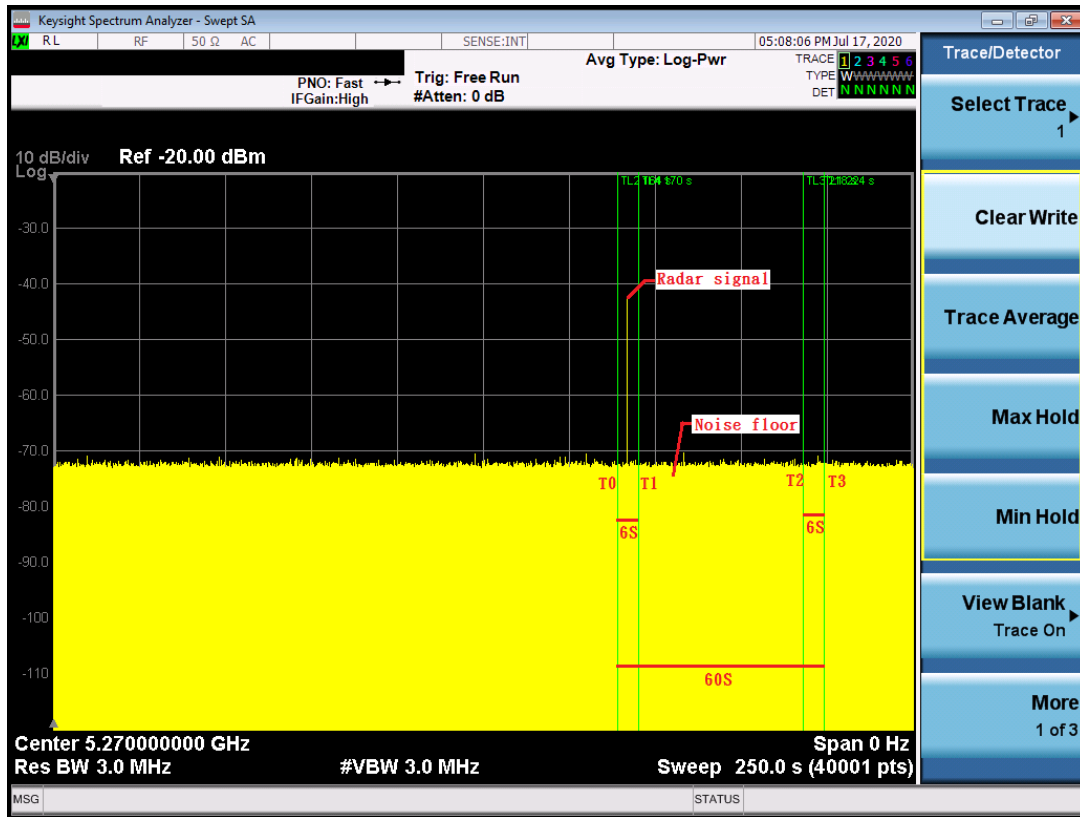 Keysight Spectrum Analyzer - Swept SA
LXI RL RF 50 Ω AC SENSE:INT 05:08:06 PM Jul 17, 2020
PNO: Fast
IFGain:High
Trig: Free Run
#Atten: 0 dB
Avg Type: Log-Pwr
TRACE 1 2 3 4 5 6
TYPE WWWWWW
DET N N N N N N
10 dB/div
Log
Ref -20.00 dBm
-30.0
-40.0
-50.0
-60.0
-70.0
-80.0
-90.0
-100
-110
Radar signal
Noise floor
T0 T1 T2 T3
6S 6S
60S
Center 5.270000000 GHz Span 0 Hz
Res BW 3.0 MHz #VBW 3.0 MHz Sweep 250.0 s (40001 pts)
MSG STATUS
Trace/Detector
Select Trace
1
Clear Write
Trace Average
Max Hold
Min Hold
View Blank
Trace On
More
1 of 3